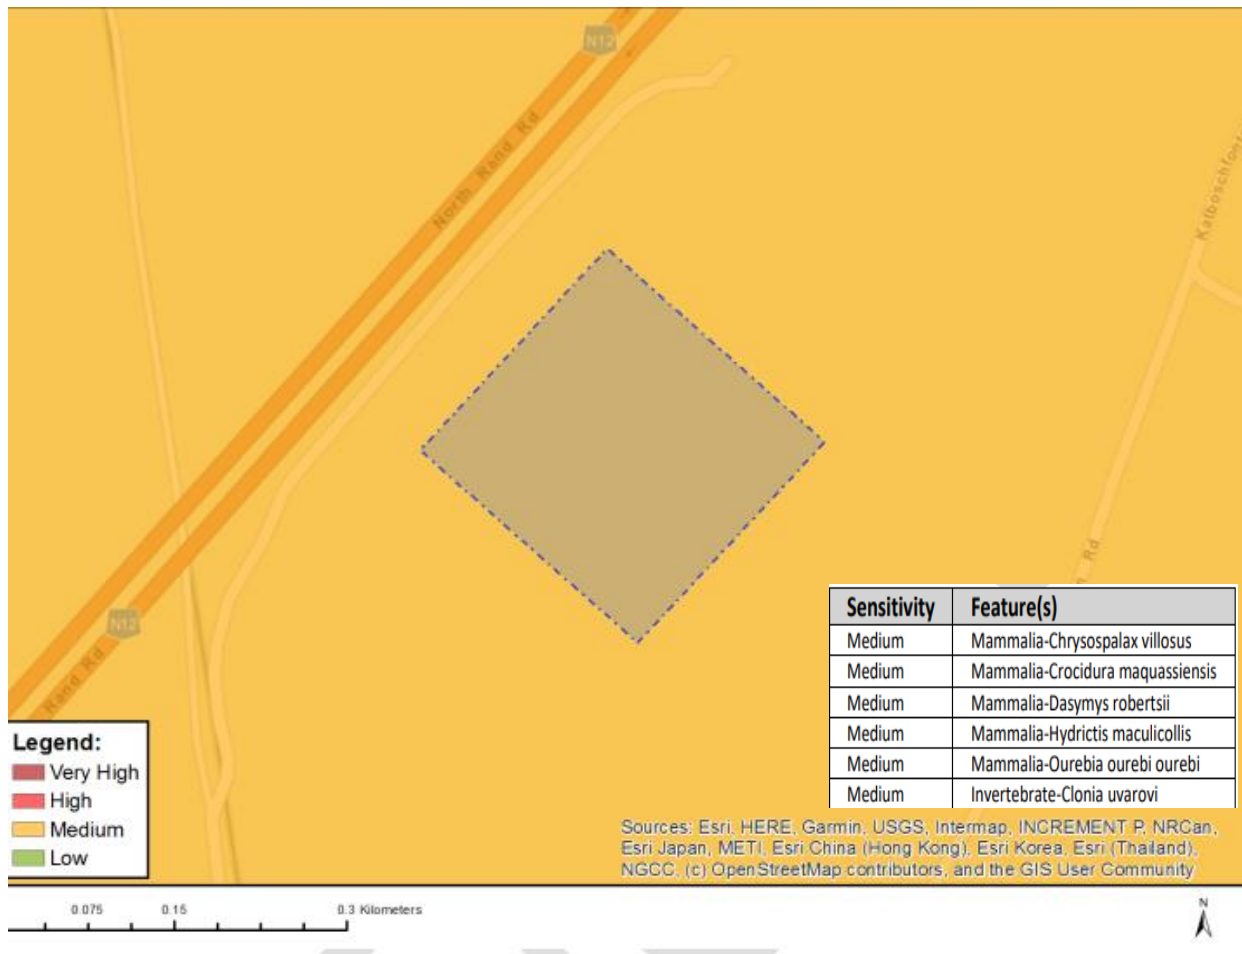 N12
North Rand Rd
Kalboschfont
Rd
N12
Rand Rd
Sensitivity Feature(s)
Medium Mammalia-Chrysospalax villosus
Medium Mammalia-Crocidura maquassiensis
Medium Mammalia-Dasymys robertsii
Medium Mammalia-Hydrictis maculicollis
Medium Mammalia-Ourebia ourebi ourebi
Medium Invertebrate-Clonia uvarovi
Legend:
Very High
High
Medium
Low
Sources: Esri, HERE, Garmin, USGS, Intermap, INCREMENT P, NRCan,
Esri Japan, METI, Esri China (Hong Kong), Esri Korea, Esri (Thailand),
NGCC, (c) OpenStreetMap contributors, and the GIS User Community
0.075 0.15 0.3 Kilometers
N